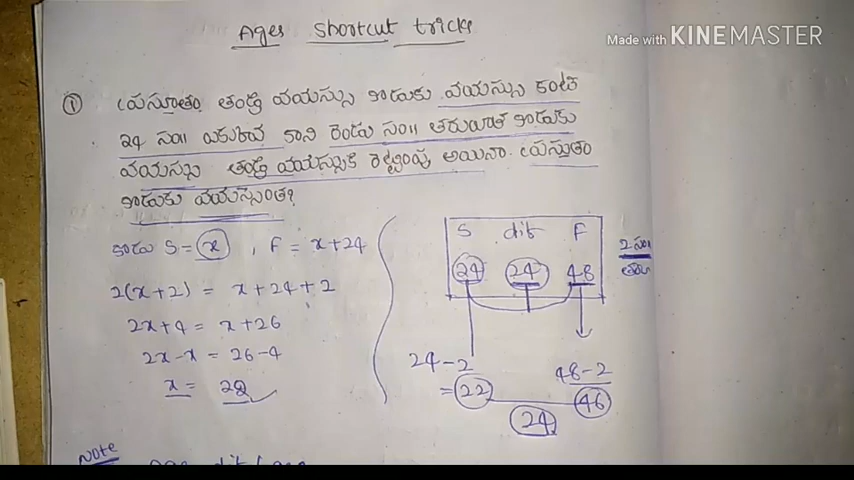 Ages shortcut tricks
Made with KINEMASTER
① ప్రస్తుతం తండ్రి వయస్సు కొడుకు వయస్సు కంటే
24 సం॥ ఎక్కువ కాని రెండు సం॥ తరువాత కొడుకు
వయస్సుకు తండ్రి వయస్సుకి రెట్టింపు అయినా. ప్రస్తుతం
కొడుకు వయస్సెంత?
కొడు S = x , F = x+24
2(x+2) = x+24+2
2x+4 = x+26
2x-x = 26-4
x = 22
S dif F
24 24 48
2 సం॥
24-2
= 22
48-2
46
24
Note